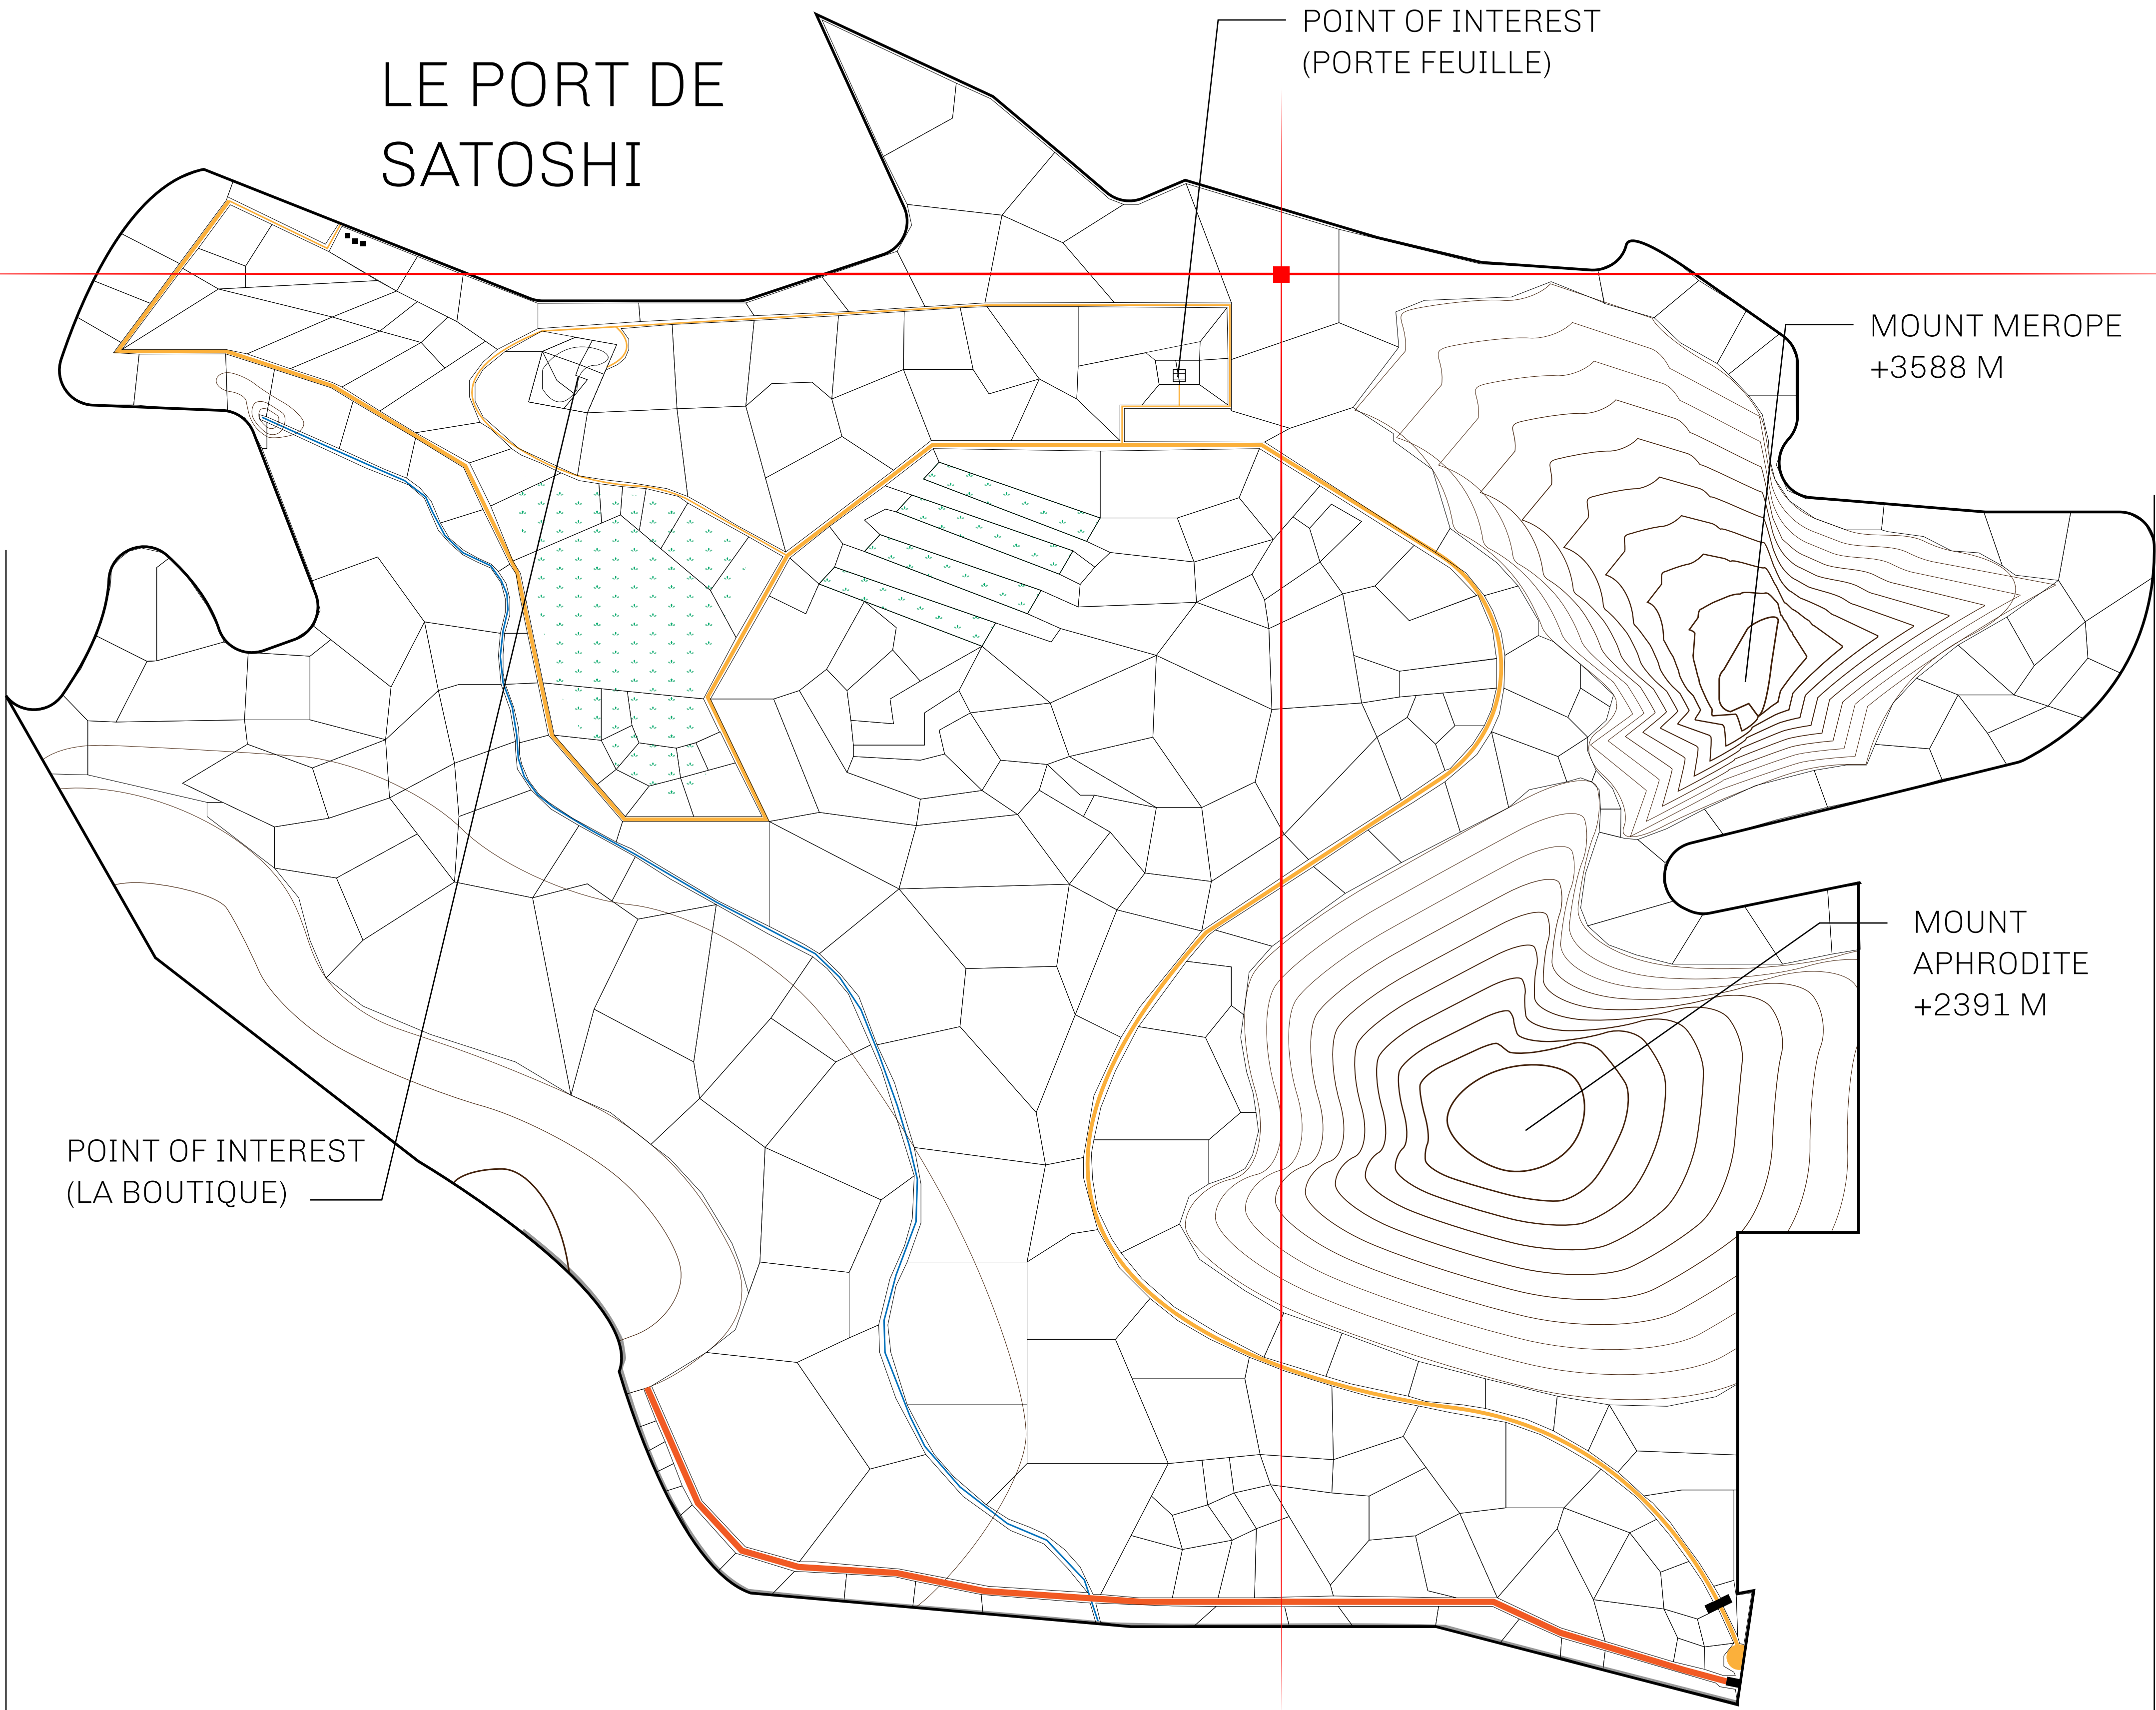 POINT OF INTEREST
(PORTE FEUILLE)
LE PORT DE
SATOSHI
MOUNT MEROPE
+3588 M
MOUNT
APHRODITE
+2391 M
POINT OF INTEREST
(LA BOUTIQUE)